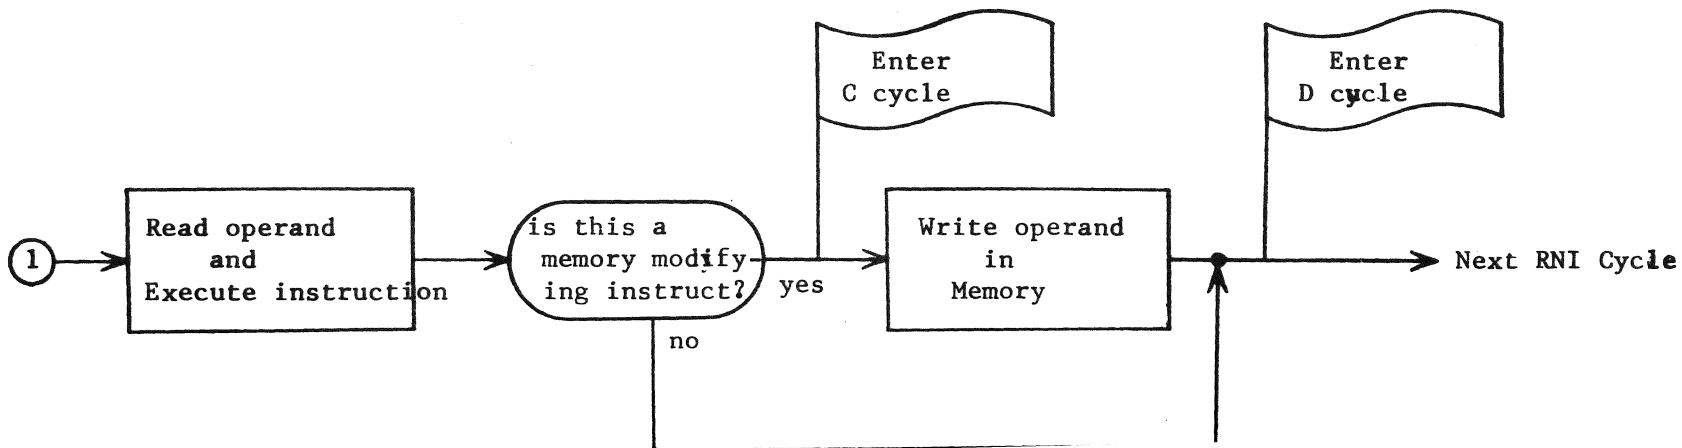 Enter
C cycle
Enter
D cycle
1
Read operand
and
Execute instruction
is this a
memory modify
ing instruct?
yes
no
Write operand
in
Memory
Next RNI Cycle